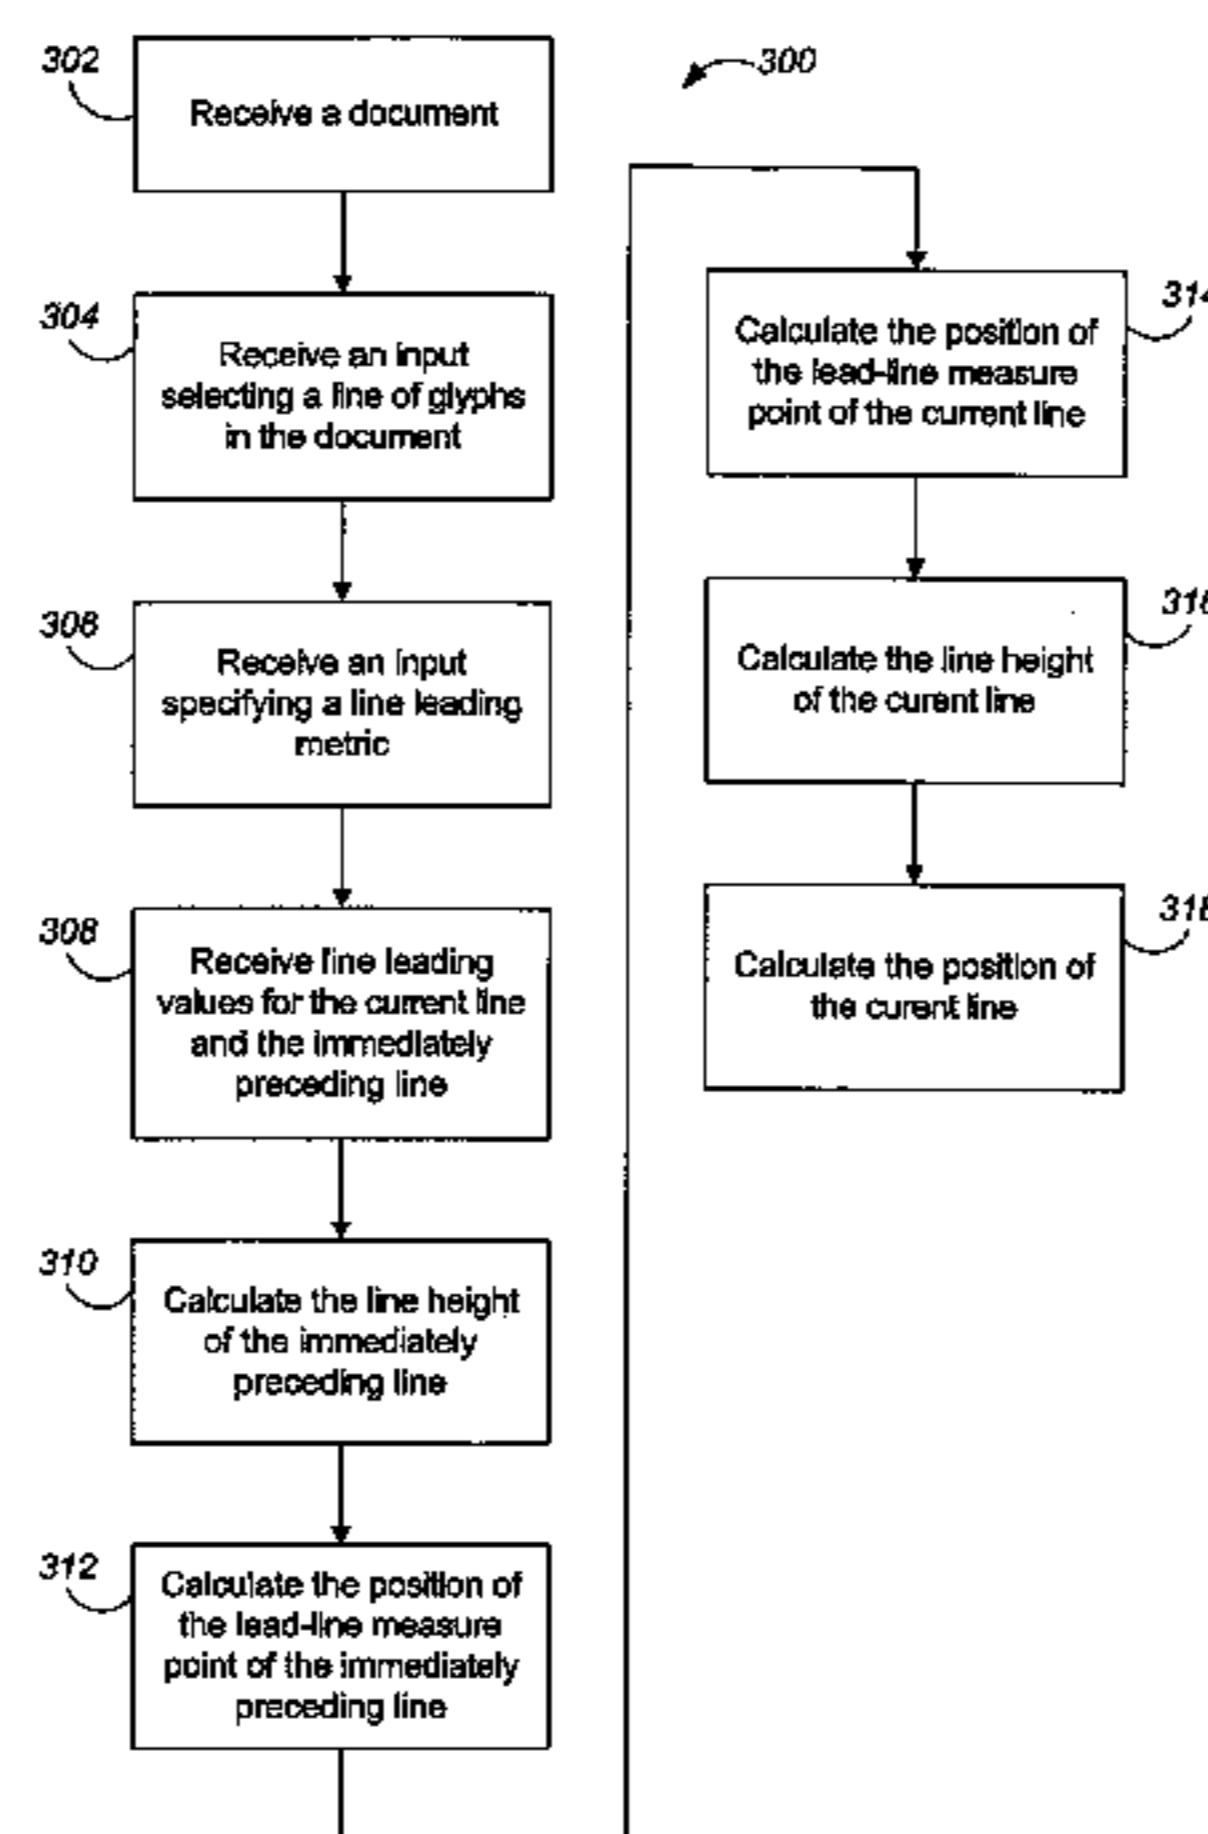 302
Receive a document
304
Receive an input
selecting a line of glyphs
in the document
306
Receive an input
specifying a line leading
metric
308
Receive line leading
values for the current line
and the immediately
preceding line
310
Calculate the line height
of the immediately
preceding line
312
Calculate the position of
the lead-line measure
point of the immediately
preceding line
300
314
Calculate the position of
the lead-line measure
point of the current line
Calculate the line height
of the curent line
Calculate the position of
the curent line